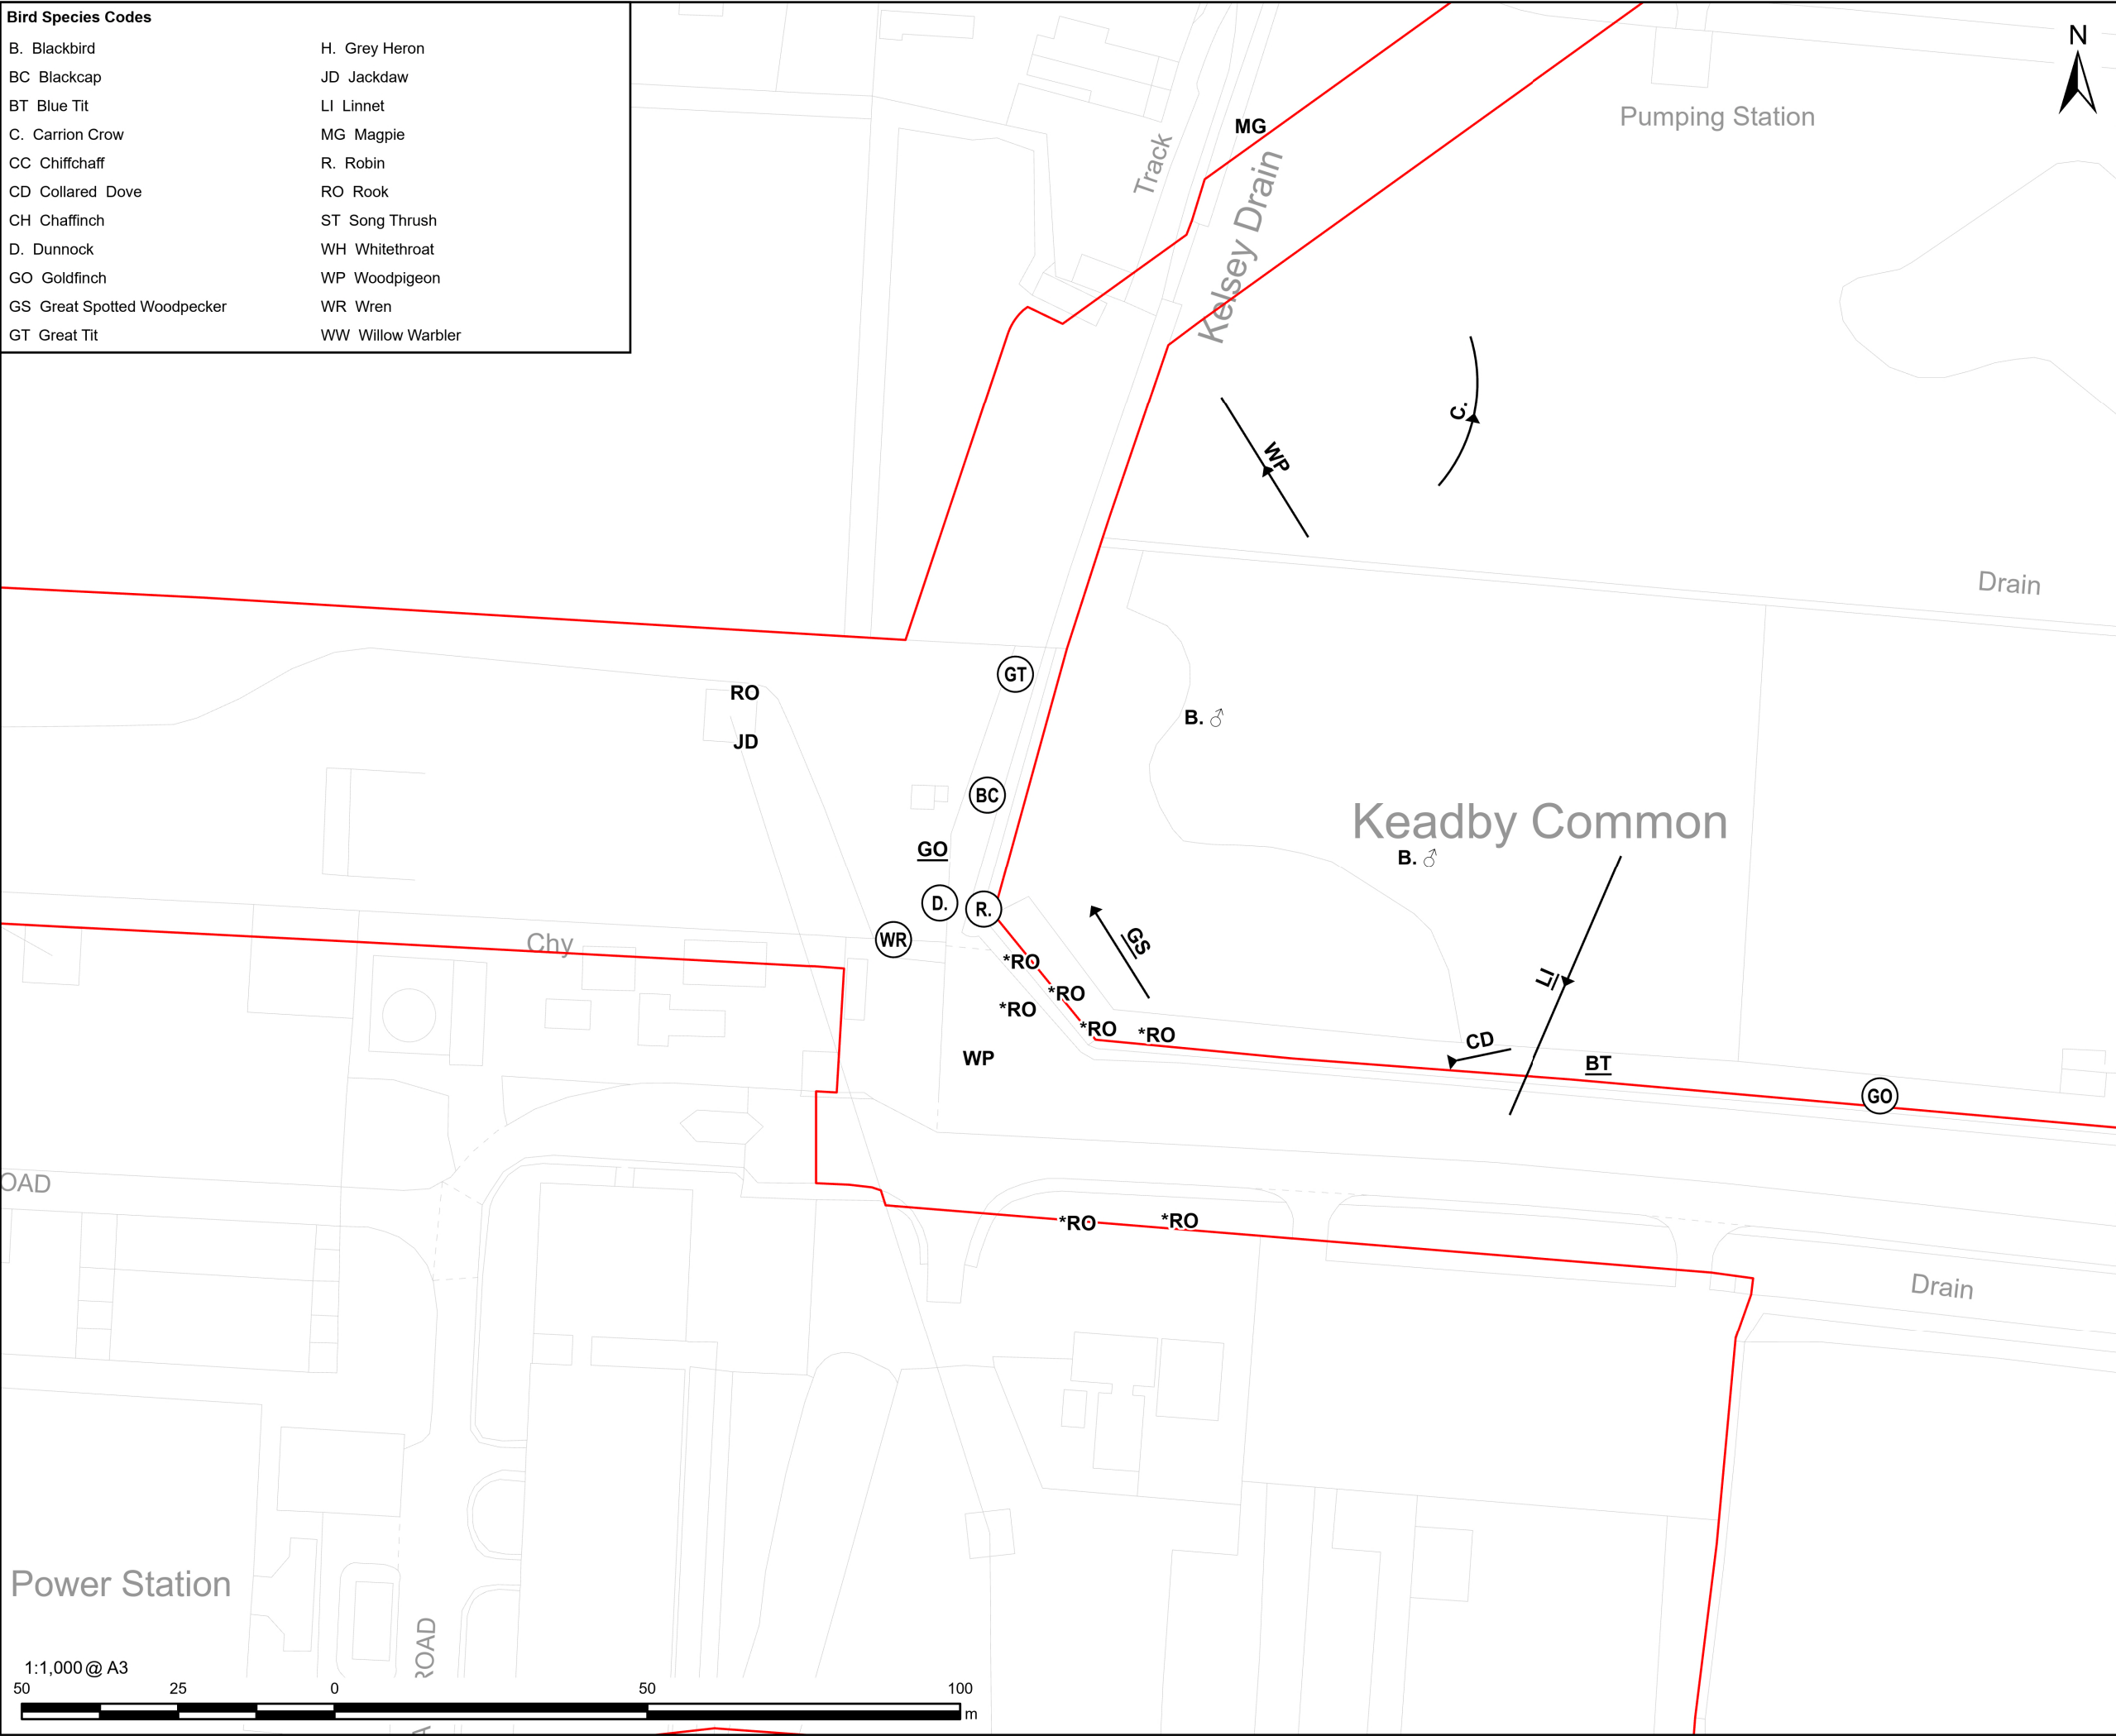 Bird Species Codes
B. Blackbird
BC Blackcap
BT Blue Tit
C. Carrion Crow
CC Chiffchaff
CD Collared Dove
CH Chaffinch
D. Dunnock
GO Goldfinch
GS Great Spotted Woodpecker
GT Great Tit
H. Grey Heron
JD Jackdaw
LI Linnet
MG Magpie
R. Robin
RO Rook
ST Song Thrush
WH Whitethroat
WP Woodpigeon
WR Wren
WW Willow Warbler
N
Pumping Station
MG
Track
Kelsey Drain
C.
WP
Drain
GT
RO
B. ♂
JD
BC
Keadby Common
GO
B. ♂
D.
R.
WR
Chy
GS
*RO
*RO
LI
*RO
*RO
*RO
CD
WP
BT
GO
OAD
*RO
*RO
Drain
Power Station
ROAD
A
1:1,000 @ A3
50 25 0 50 100
m